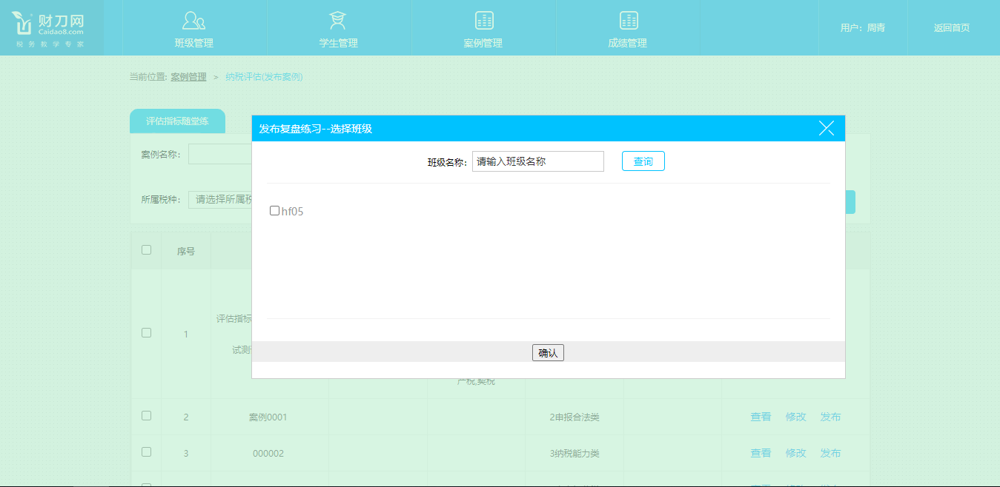 财刀网
Caidao8.com
税务教学专家
班级管理
学生管理
案例管理
成绩管理
用户：周青
返回首页
当前位置: 案例管理 > 纳税评估(发布案例)
评估指标随堂练
发布复盘练习--选择班级
案例名称:
班级名称: 请输入班级名称 查询
所属税种: 请选择所属税
hf05
序号
评估指标
1
试测
确认
产税,契税
2 案例0001 2申报合法类 查看 修改 发布
3 000002 3纳税能力类 查看 修改 发布